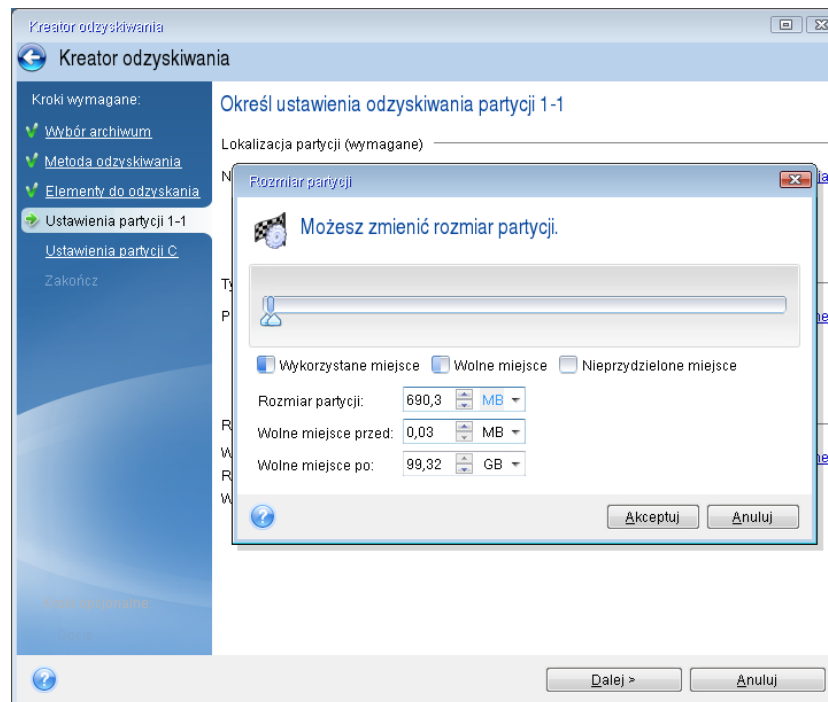 Kreator odzyskiwania
Kreator odzyskiwania
Kroki wymagane:
Wybór archiwum
Metoda odzyskiwania
Elementy do odzyskania
Ustawienia partycji 1-1
Ustawienia partycji C
Zakończ
Określ ustawienia odzyskiwania partycji 1-1
Lokalizacja partycji (wymagane)
Rozmiar partycji
Możesz zmienić rozmiar partycji.
Wykorzystane miejsce Wolne miejsce Nieprzydzielone miejsce
Rozmiar partycji: 690,3 MB
Wolne miejsce przed: 0,03 MB
Wolne miejsce po: 99,32 GB
Akceptuj Anuluj
Dalej > Anuluj